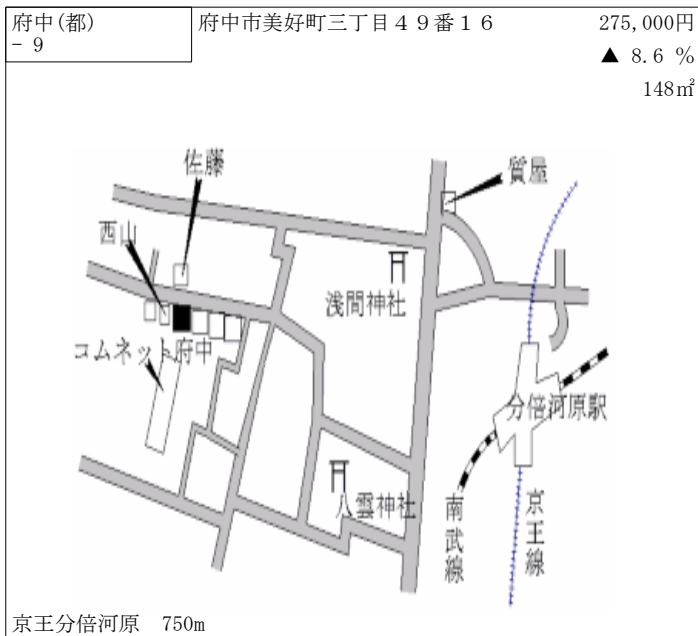 府中(都)
- 9
府中市美好町三丁目４９番１６
275,000円
▲ 8.6 %
148㎡
佐藤
質屋
西山
浅間神社
コムネット府中
分倍河原駅
八雲神社
南武線
京王線
京王分倍河原　750m